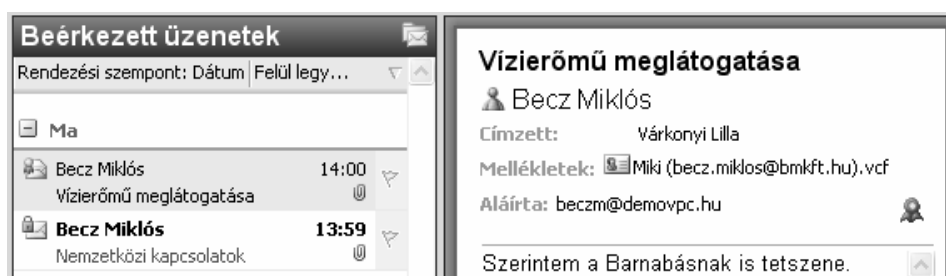 Beérkezett üzenetek
Rendezési szempont: Dátum Felül legy...
Ma
Becz Miklós 14:00
Vízierőmű meglátogatása
Becz Miklós 13:59
Nemzetközi kapcsolatok
Vízierőmű meglátogatása
Becz Miklós
Címzett: Várkonyi Lilla
Mellékletek: Miki (becz.miklos@bmkft.hu).vcf
Aláírta: beczm@demovpc.hu
Szerintem a Barnabásnak is tetszene.